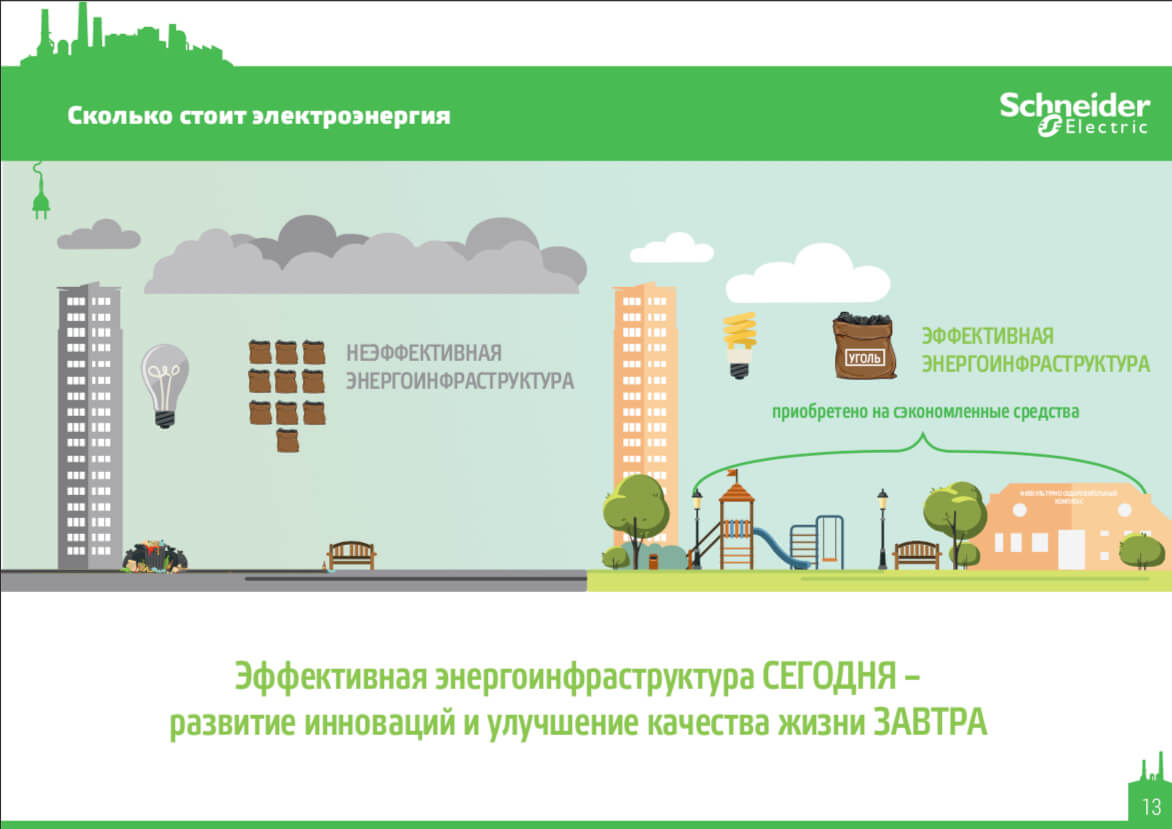 Сколько стоит электроэнергия
Schneider
Electric
НЕЭФФЕКТИВНАЯ
ЭНЕРГОИНФРАСТРУКТУРА
УГОЛЬ
ЭФФЕКТИВНАЯ
ЭНЕРГОИНФРАСТРУКТУРА
приобретено на сэкономленные средства
ФИЗКУЛЬТУРНО ОЗДОРОВИТЕЛЬНЫЙ
КОМПЛЕКС
Эффективная энергоинфраструктура СЕГОДНЯ –
развитие инноваций и улучшение качества жизни ЗАВТРА
13